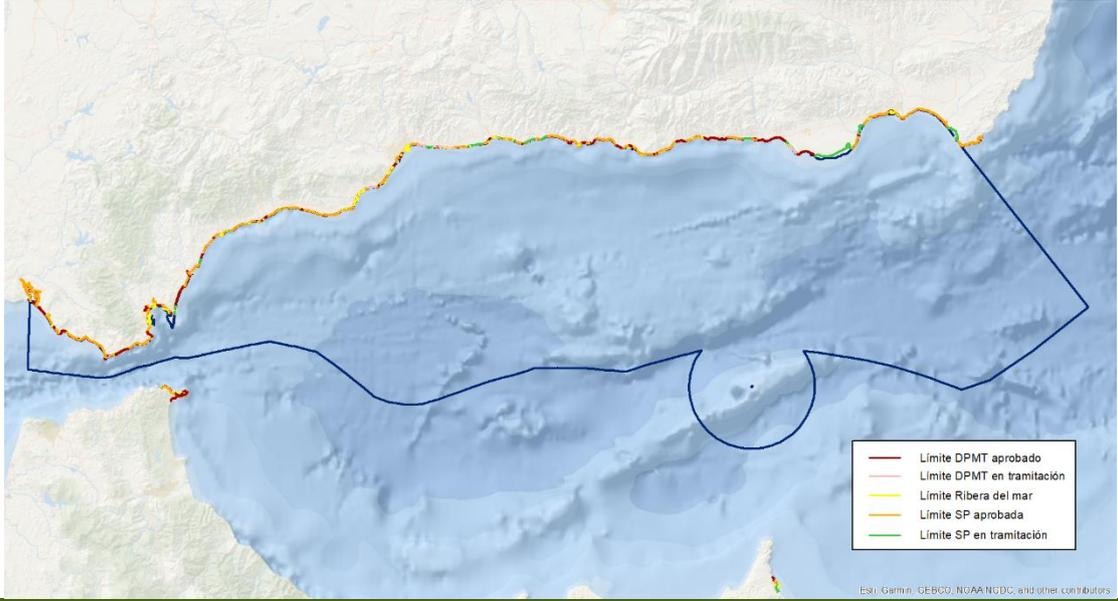 Límite DPMT aprobado
Límite DPMT en tramitación
Límite Ribera del mar
Límite SP aprobada
Límite SP en tramitación
Esri, Garmin, GEBCO, NOAA NGDC, and other contributors